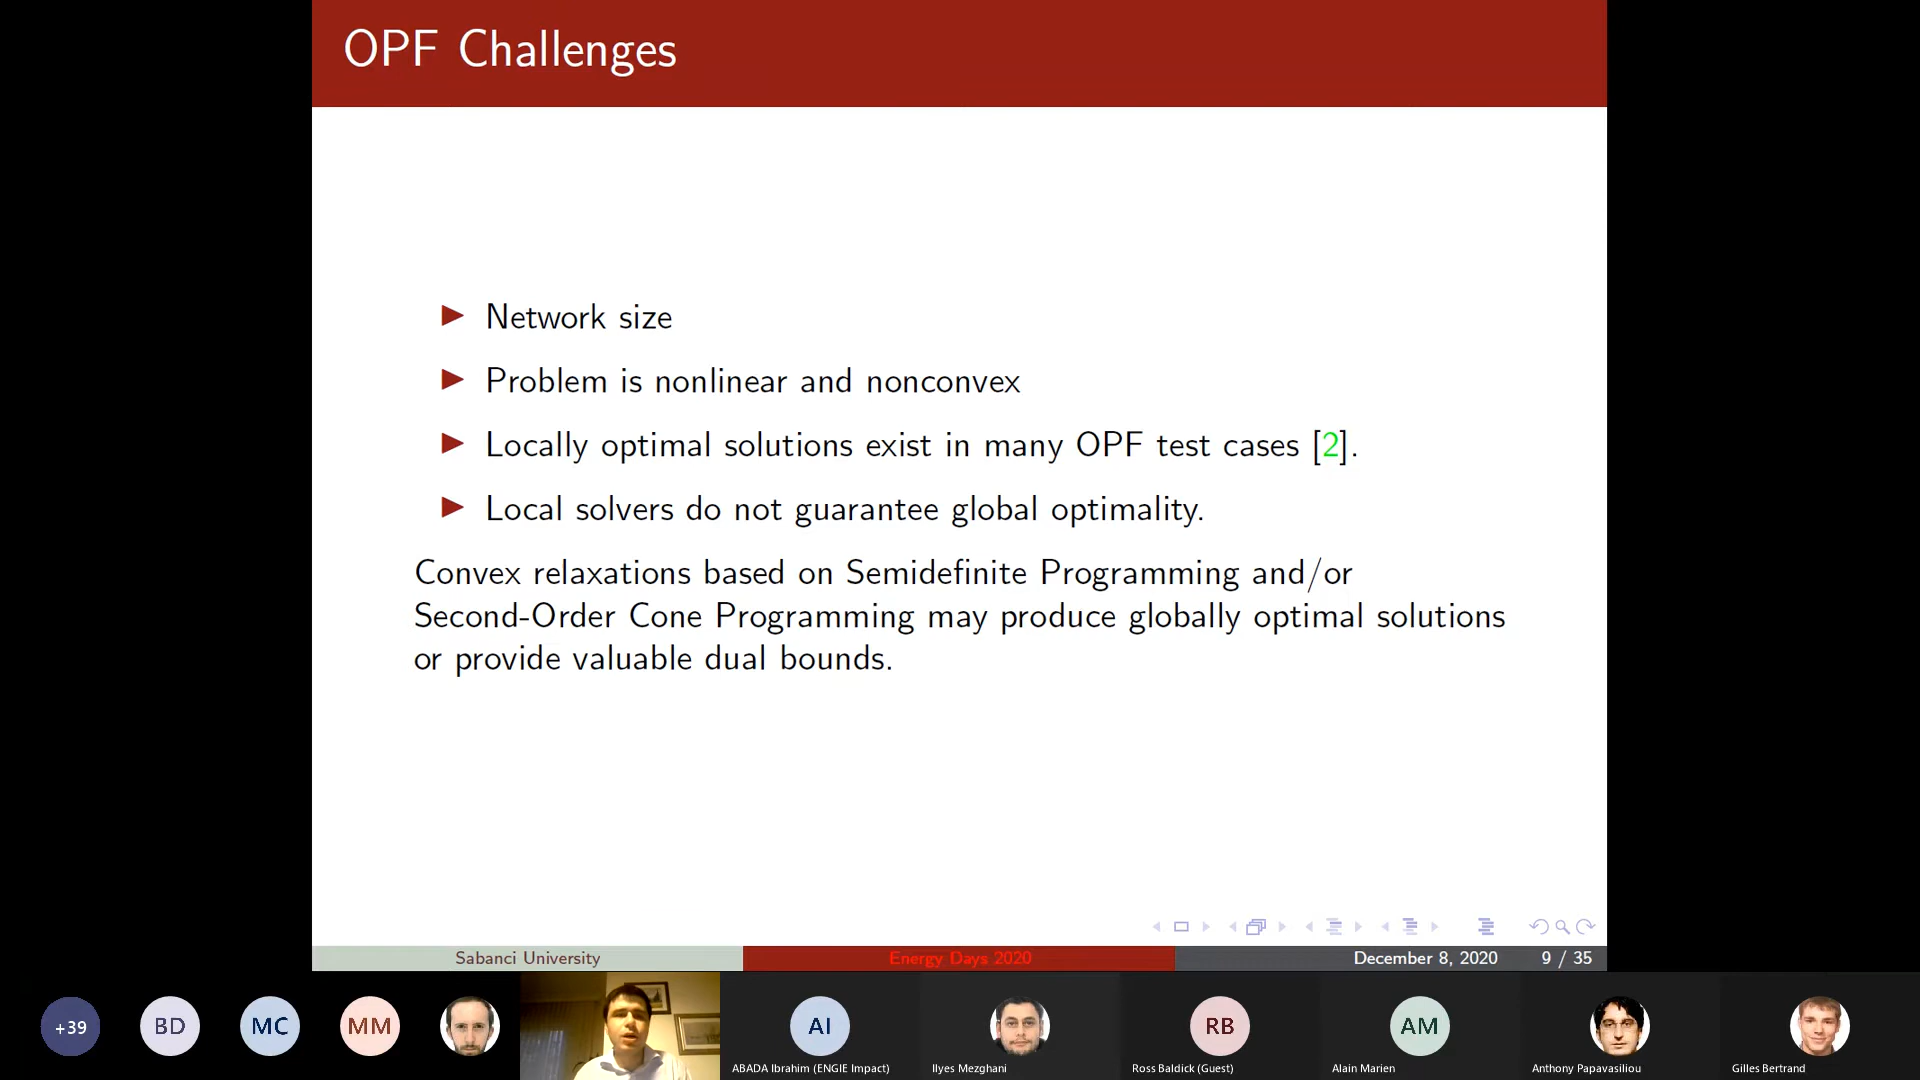 OPF Challenges
Network size
Problem is nonlinear and nonconvex
Locally optimal solutions exist in many OPF test cases [2].
Local solvers do not guarantee global optimality.
Convex relaxations based on Semidefinite Programming and/or
Second-Order Cone Programming may produce globally optimal solutions
or provide valuable dual bounds.
Sabanci University
Energy Days 2020
December 8, 2020
9 / 35
+39
BD
MC
MM
AI
RB
AM
ABADA Ibrahim (ENGIE Impact)
Ilyes Mezghani
Ross Baldick (Guest)
Alain Marien
Anthony Papavasiliou
Gilles Bertrand